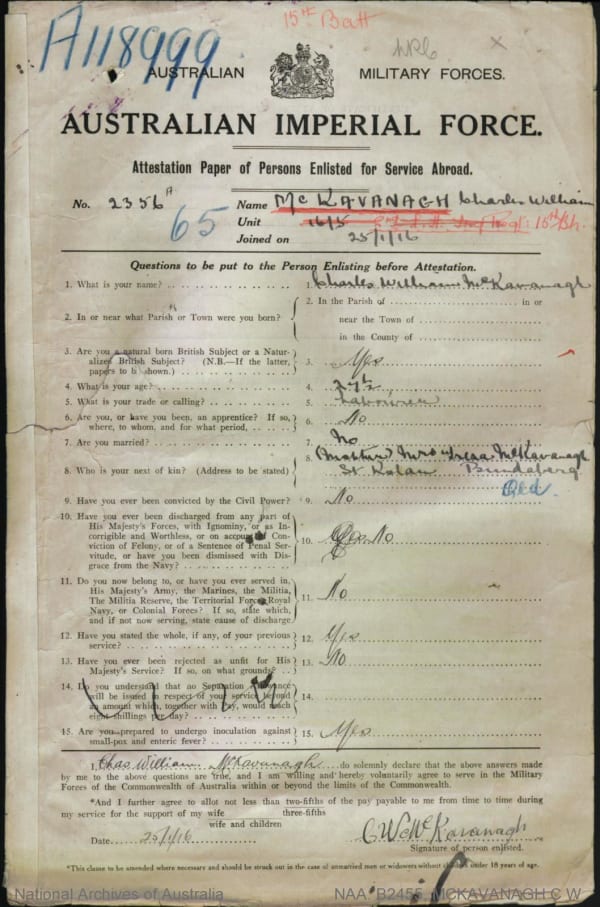 15TH Batt
A118999
AUSTRALIAN MILITARY FORCES.
AUSTRALIAN IMPERIAL FORCE.
Attestation Paper of Persons Enlisted for Service Abroad.
No. 2356A
65
Name McKAVANAGH Charles William
Unit 15th Bn.
Joined on 25/1/16
Questions to be put to the Person Enlisting before Attestation.
1. What is your name? 1. Charles William McKavanagh
2. In or near what Parish or Town were you born? 2. In the Parish of in or
near the Town of
in the County of
3. Are you a natural born British Subject or a Natur-
alized British Subject? (N.B.—If the latter,
papers to be shown.) 3. Yes
4. What is your age? 4.
5. What is your trade or calling? 5. Labourer
6. Are you, or have you been, an apprentice? If so,
where, to whom, and for what period, 6. No
7. Are you married? 7. No
8. Who is your next of kin? (Address to be stated) 8. (Mother) Mrs McKavanagh
St Kolan Bundaberg
Qld.
9. Have you ever been convicted by the Civil Power? 9. No
10. Have you ever been discharged from any part of
His Majesty's Forces, with Ignominy, or as In-
corrigible and Worthless, or on account of Con-
viction of Felony, or of a Sentence of Penal Ser-
vitude, or have you been dismissed with Dis-
grace from the Navy? 10. No
11. Do you now belong to, or have you ever served in,
His Majesty's Army, the Marines, the Militia,
The Militia Reserve, the Territorial Force, Royal
Navy, or Colonial Forces? If so, state which,
and if not now serving, state cause of discharge 11. No
12. Have you stated the whole, if any, of your previous
service? 12. Yes
13. Have you ever been rejected as unfit for His
Majesty's Service? If so, on what grounds? 13. No
14. Do you understand that no Separation Allowance
will be issued in respect of your service beyond
an amount which together with Pay, would reach
eight shillings per day? 14.
15. Are you prepared to undergo inoculation against
small-pox and enteric fever? 15. Yes
I, Chas William McKavanagh do solemnly declare that the above answers made
by me to the above questions are true, and I am willing and hereby voluntarily agree to serve in the Military
Forces of the Commonwealth of Australia within or beyond the limits of the Commonwealth.
*And I further agree to allot not less than two-fifths of the pay payable to me from time to time during
three-fifths
my service for the support of my wife
wife and children
Date 25/1/16 C W McKavanagh
Signature of person enlisted.
*This clause to be amended where necessary and should be struck out in the case of unmarried men or widowers without children under 18 years of age.
National Archives of Australia NAA: B2455, MCKAVANAGH C W